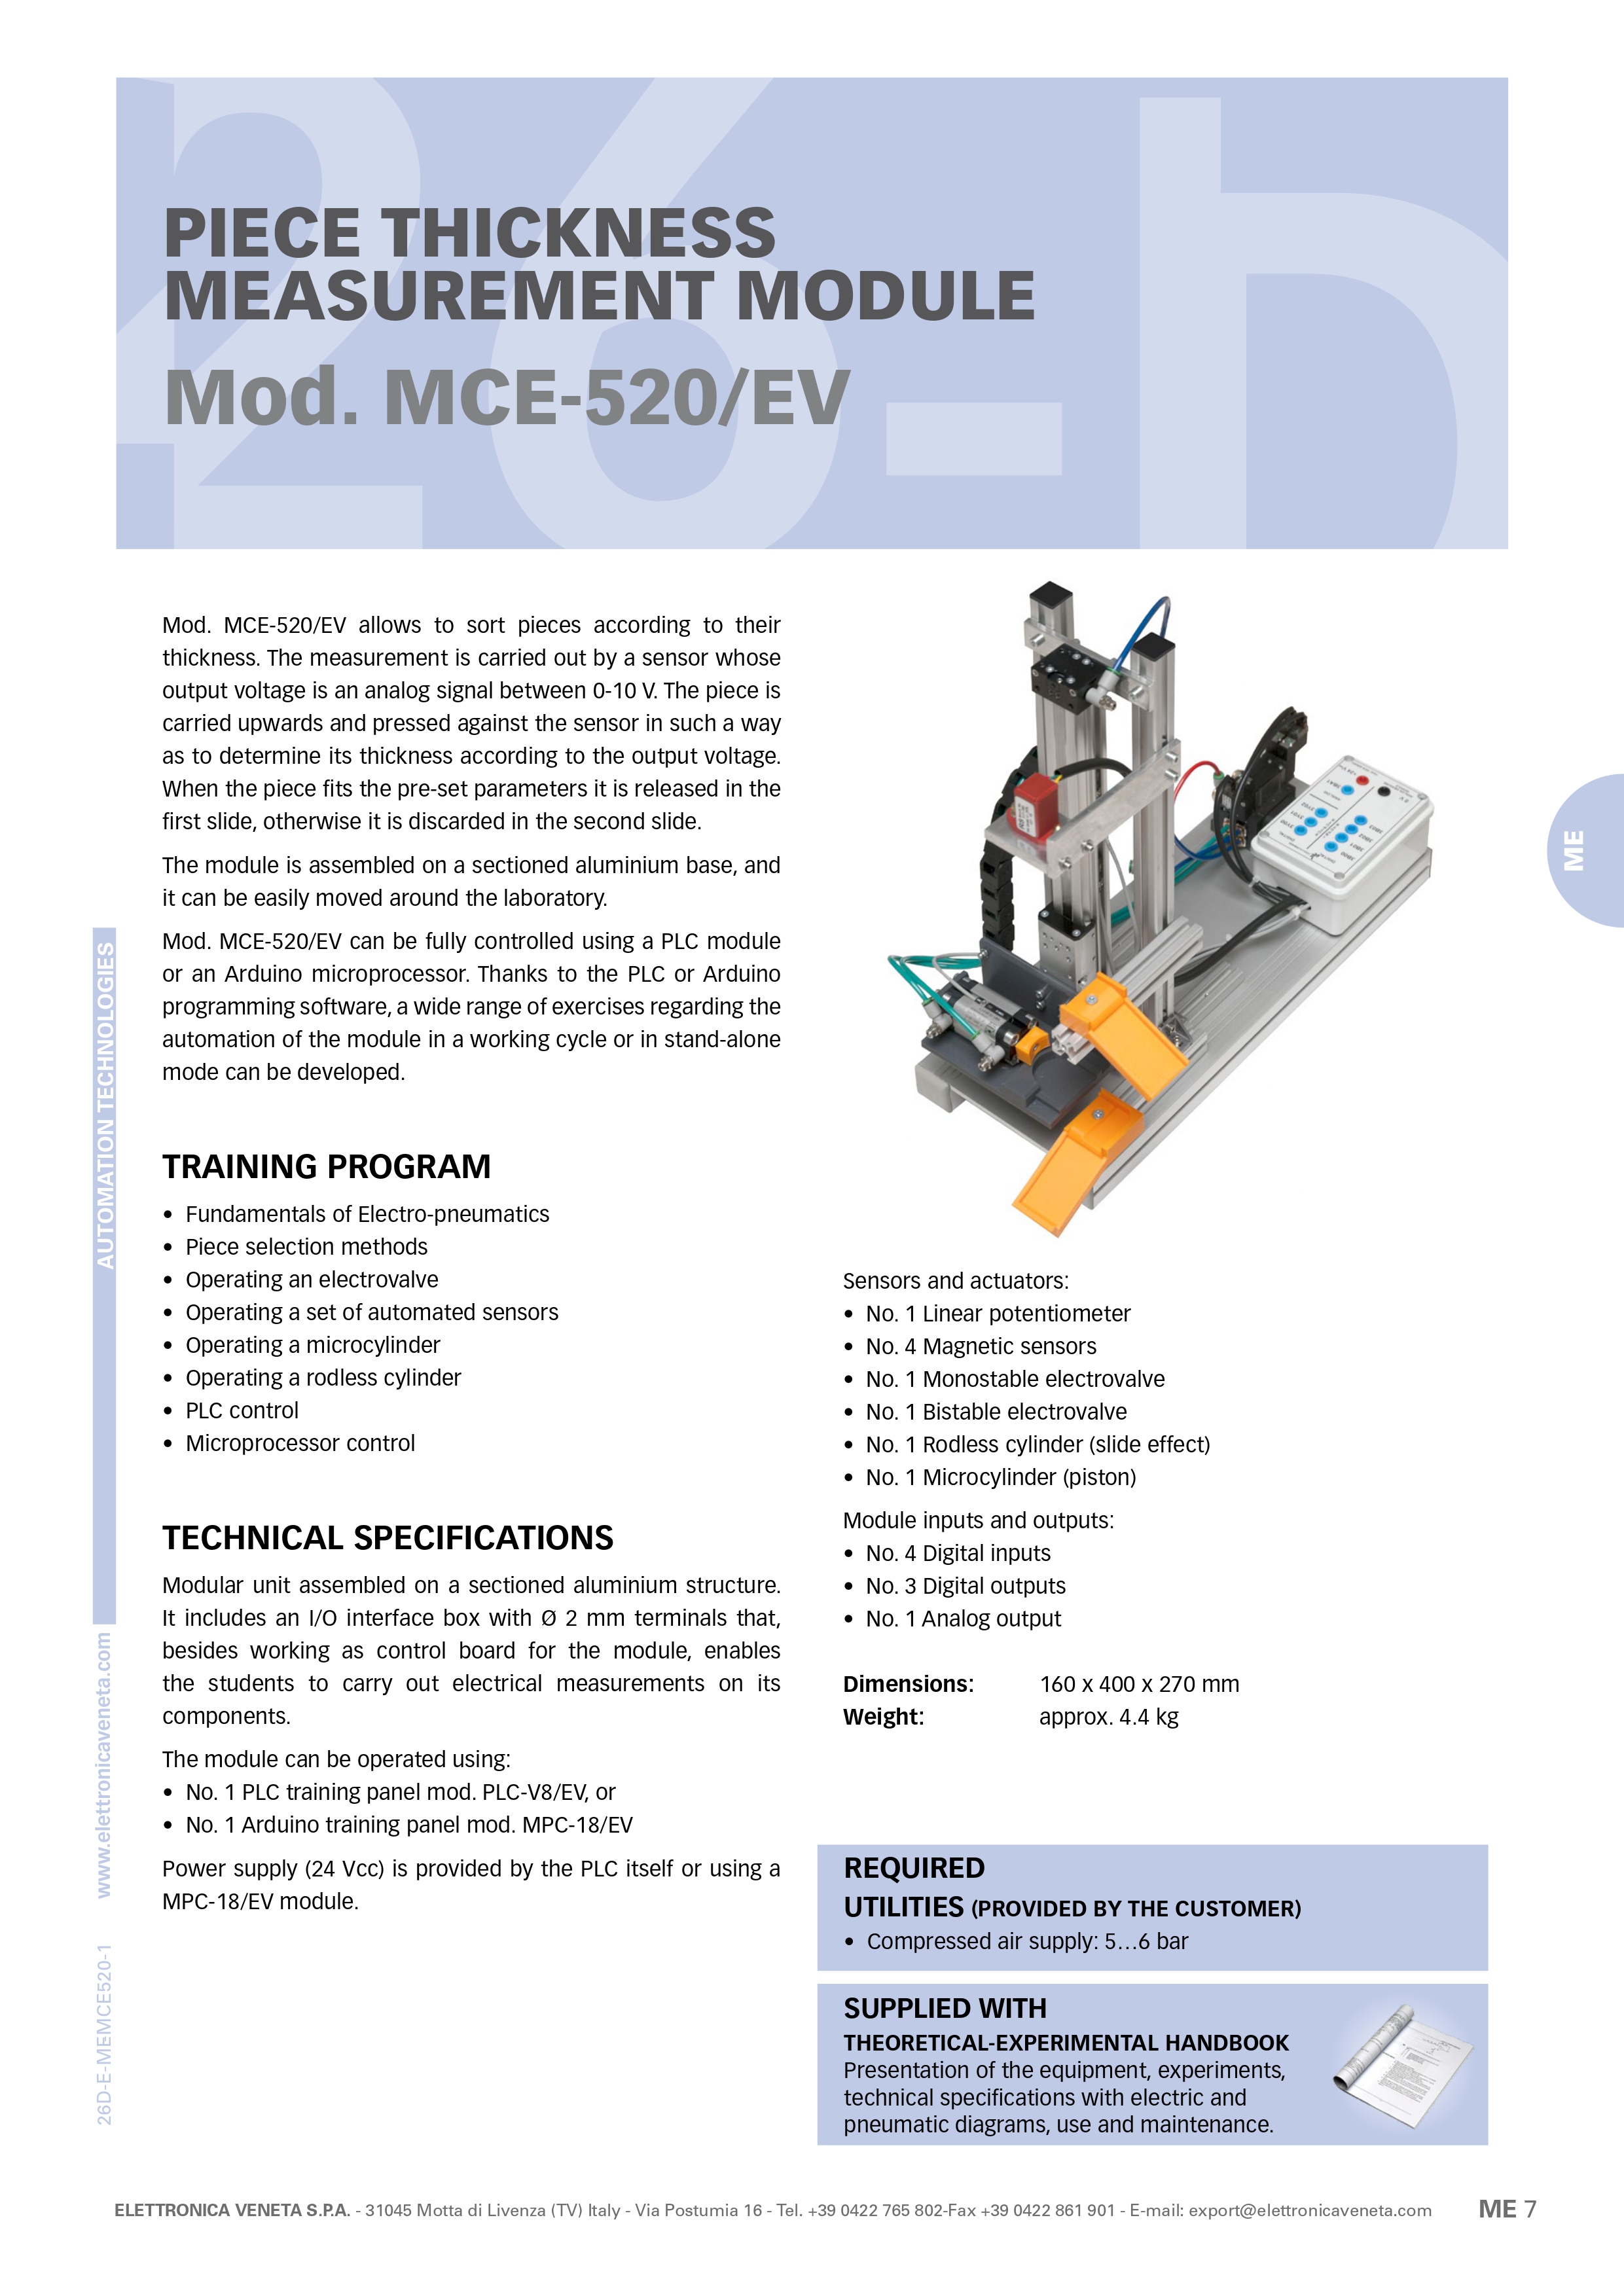 PIECE THICKNESS
MEASUREMENT MODULE
Mod. MCE-520/EV
Mod. MCE-520/EV allows to sort pieces according to their
thickness. The measurement is carried out by a sensor whose
output voltage is an analog signal between 0-10 V. The piece is
carried upwards and pressed against the sensor in such a way
as to determine its thickness according to the output voltage.
When the piece fits the pre-set parameters it is released in the
first slide, otherwise it is discarded in the second slide.
The module is assembled on a sectioned aluminium base, and
it can be easily moved around the laboratory.
Mod. MCE-520/EV can be fully controlled using a PLC module
or an Arduino microprocessor. Thanks to the PLC or Arduino
programming software, a wide range of exercises regarding the
automation of the module in a working cycle or in stand-alone
mode can be developed.
TRAINING PROGRAM
• Fundamentals of Electro-pneumatics
• Piece selection methods
• Operating an electrovalve
• Operating a set of automated sensors
• Operating a microcylinder
• Operating a rodless cylinder
• PLC control
• Microprocessor control
TECHNICAL SPECIFICATIONS
Modular unit assembled on a sectioned aluminium structure.
It includes an I/O interface box with Ø 2 mm terminals that,
besides working as control board for the module, enables
the students to carry out electrical measurements on its
components.
The module can be operated using:
• No. 1 PLC training panel mod. PLC-V8/EV, or
• No. 1 Arduino training panel mod. MPC-18/EV
Power supply (24 Vcc) is provided by the PLC itself or using a
MPC-18/EV module.
Sensors and actuators:
• No. 1 Linear potentiometer
• No. 4 Magnetic sensors
• No. 1 Monostable electrovalve
• No. 1 Bistable electrovalve
• No. 1 Rodless cylinder (slide effect)
• No. 1 Microcylinder (piston)
Module inputs and outputs:
• No. 4 Digital inputs
• No. 3 Digital outputs
• No. 1 Analog output
Dimensions: 160 x 400 x 270 mm
Weight: approx. 4.4 kg
REQUIRED
UTILITIES (PROVIDED BY THE CUSTOMER)
• Compressed air supply: 5…6 bar
SUPPLIED WITH
THEORETICAL-EXPERIMENTAL HANDBOOK
Presentation of the equipment, experiments,
technical specifications with electric and
pneumatic diagrams, use and maintenance.
ME
AUTOMATION TECHNOLOGIES
www.elettronicaveneta.com
26D-E-MEMCE520-1
26-D
ELETTRONICA VENETA S.P.A. - 31045 Motta di Livenza (TV) Italy - Via Postumia 16 - Tel. +39 0422 765 802-Fax +39 0422 861 901 - E-mail: export@elettronicaveneta.com
ME 7